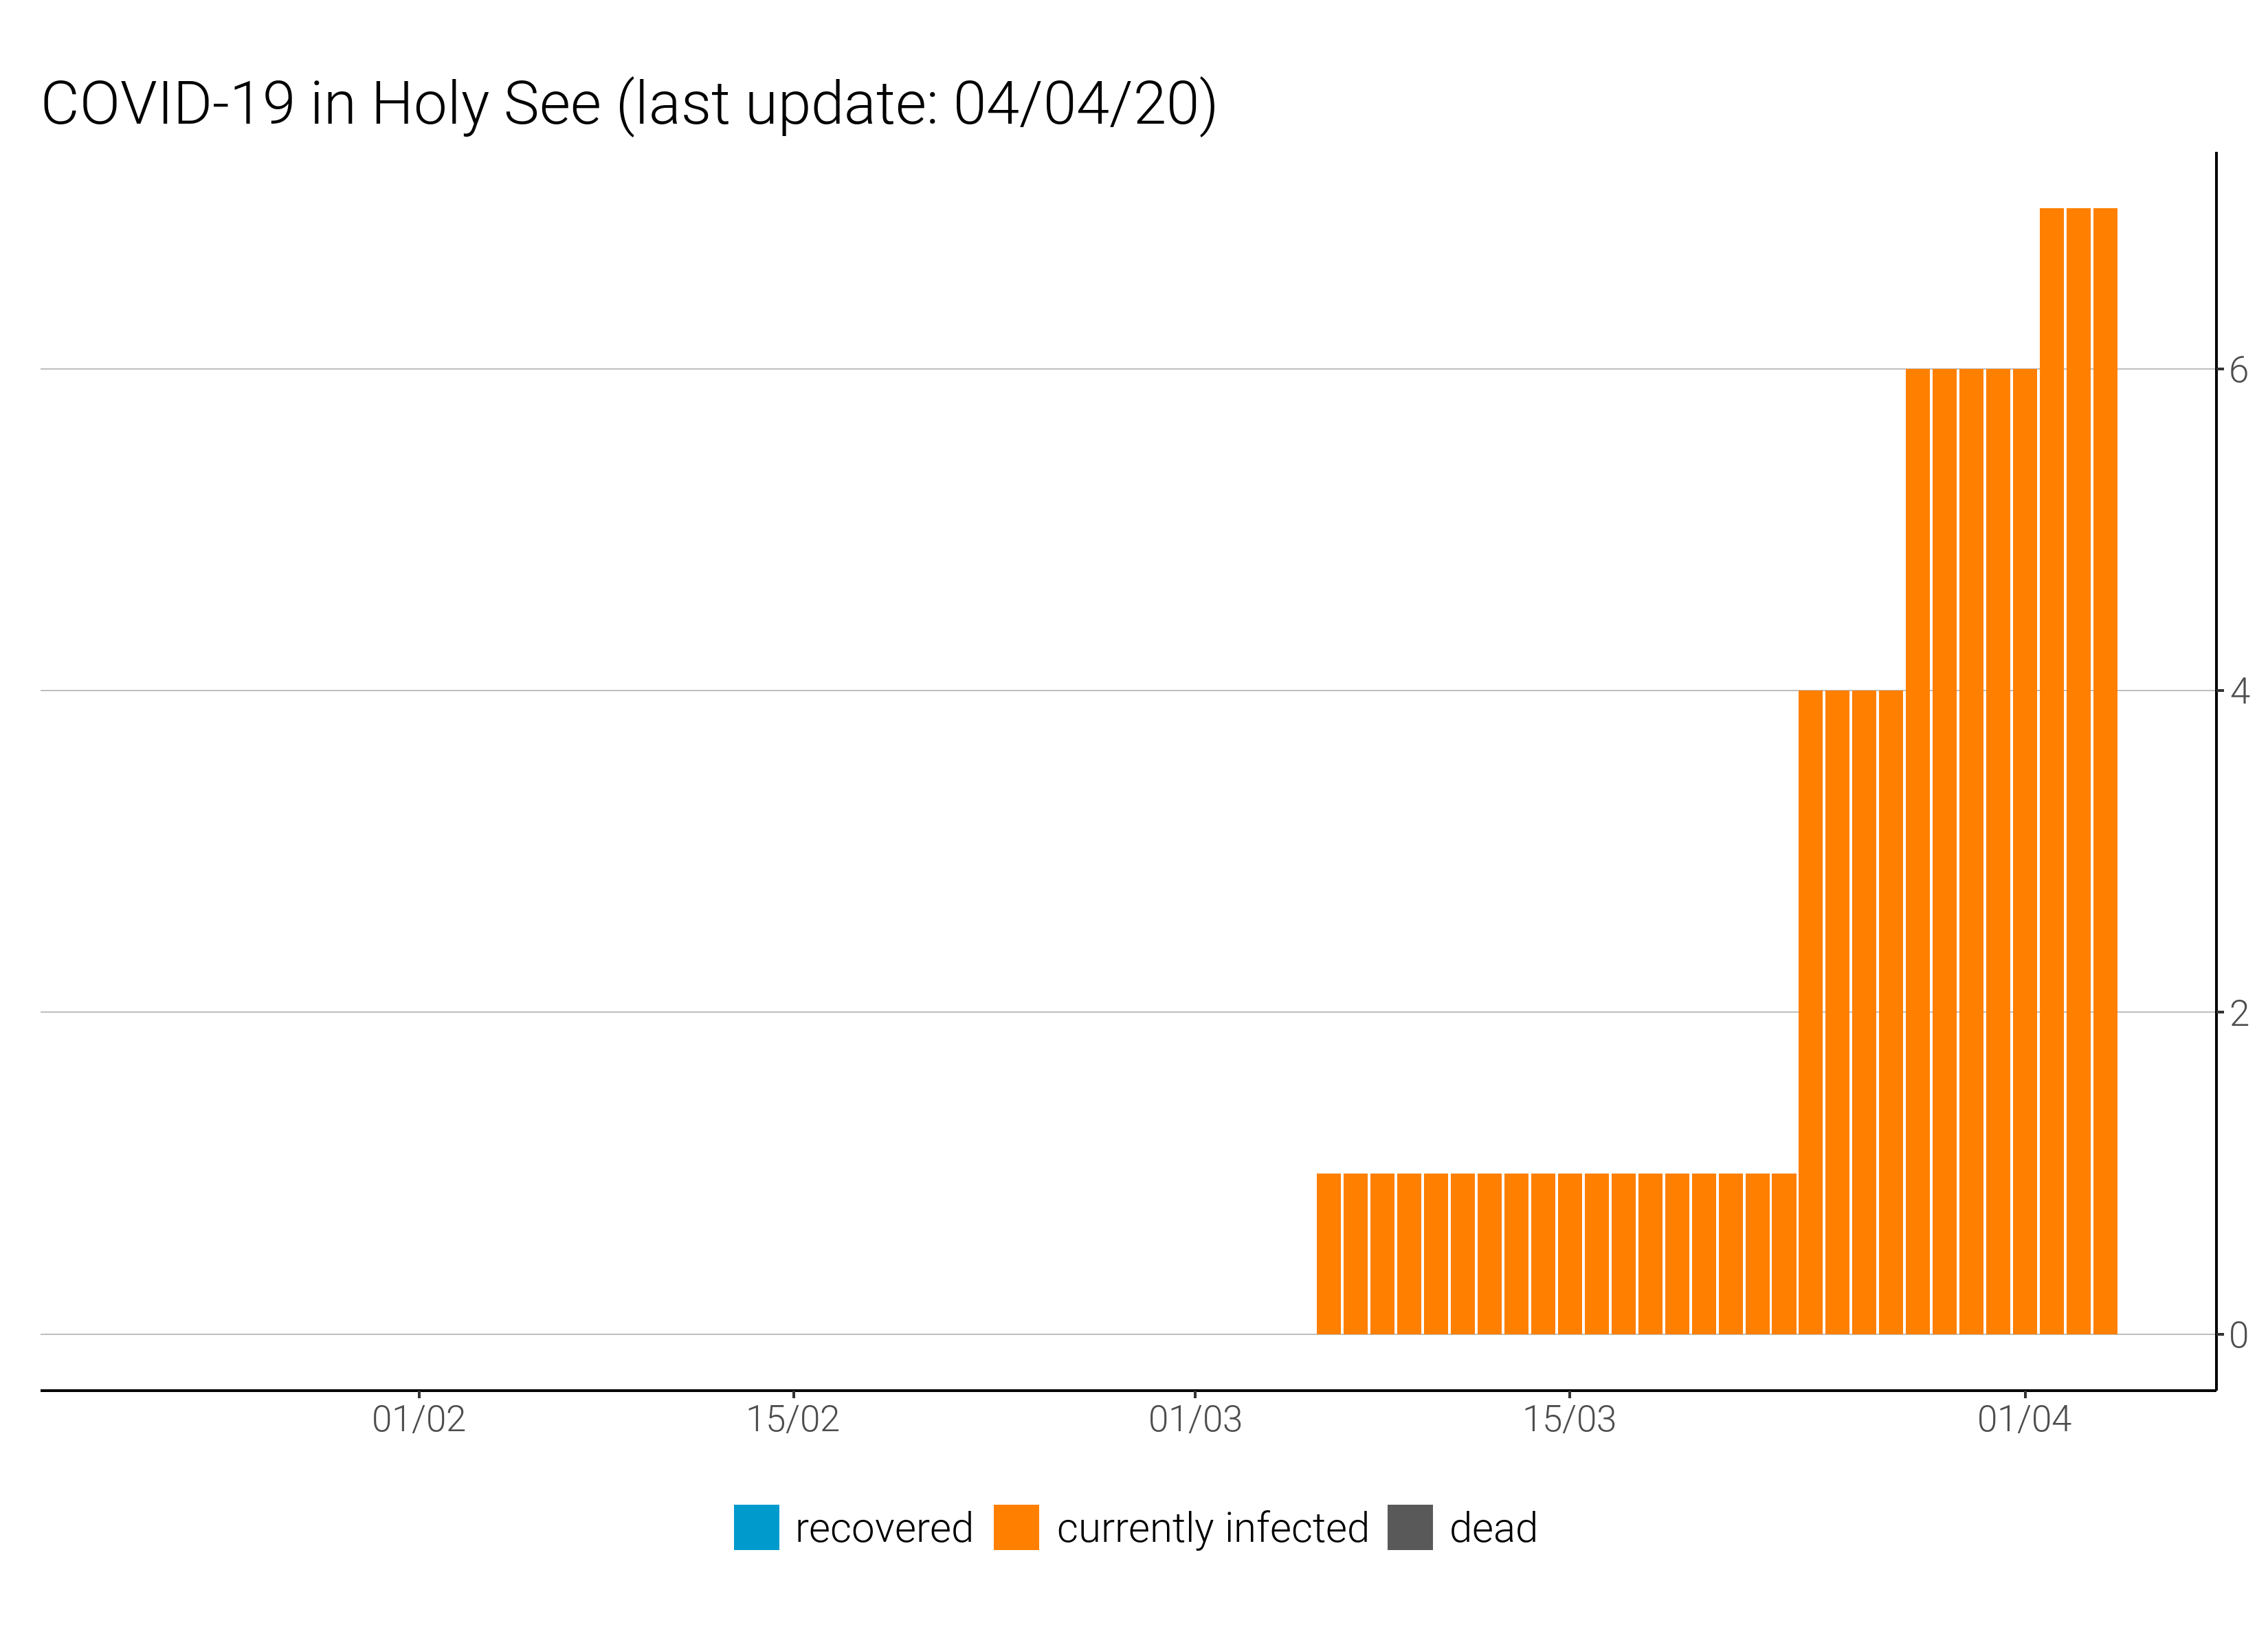 COVID-19 in Holy See (last update: 04/04/20)
6
4
2
0
01/02 15/02 01/03 15/03 01/04
recovered currently infected dead